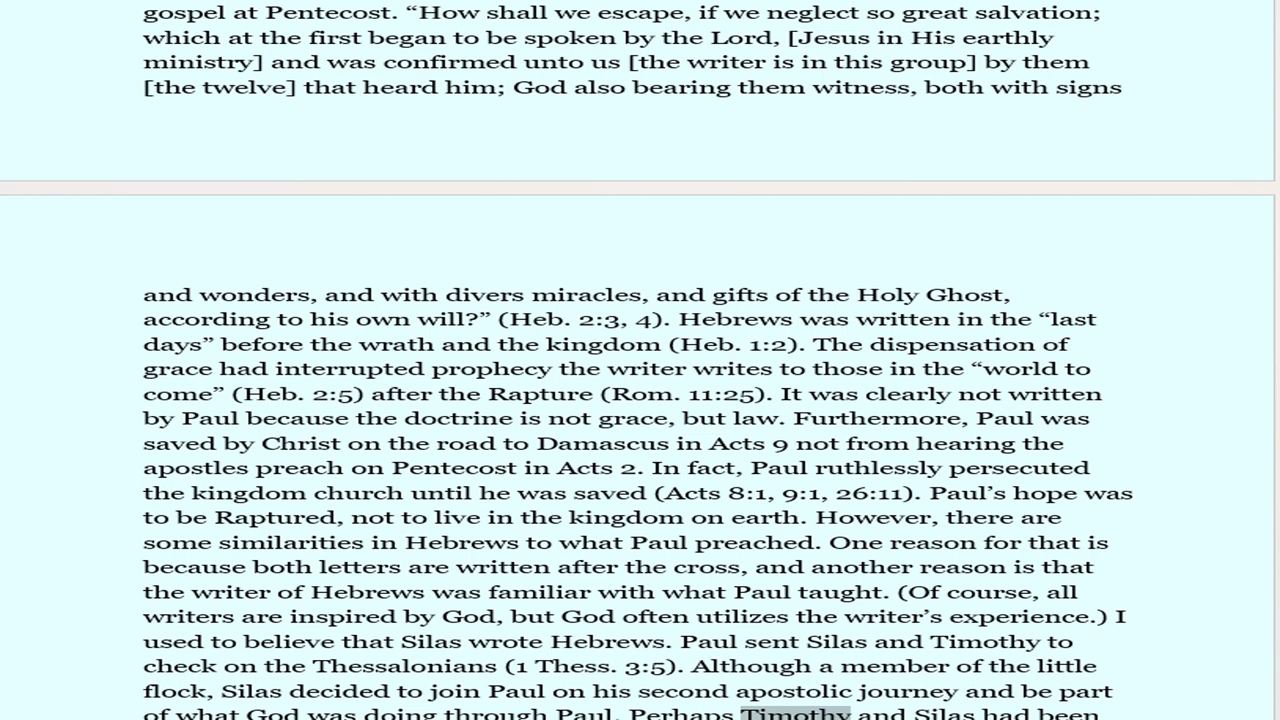 gospel at Pentecost. “How shall we escape, if we neglect so great salvation;
which at the first began to be spoken by the Lord, [Jesus in His earthly
ministry] and was confirmed unto us [the writer is in this group] by them
[the twelve] that heard him; God also bearing them witness, both with signs
and wonders, and with divers miracles, and gifts of the Holy Ghost,
according to his own will?” (Heb. 2:3, 4). Hebrews was written in the “last
days” before the wrath and the kingdom (Heb. 1:2). The dispensation of
grace had interrupted prophecy the writer writes to those in the “world to
come” (Heb. 2:5) after the Rapture (Rom. 11:25). It was clearly not written
by Paul because the doctrine is not grace, but law. Furthermore, Paul was
saved by Christ on the road to Damascus in Acts 9 not from hearing the
apostles preach on Pentecost in Acts 2. In fact, Paul ruthlessly persecuted
the kingdom church until he was saved (Acts 8:1, 9:1, 26:11). Paul’s hope was
to be Raptured, not to live in the kingdom on earth. However, there are
some similarities in Hebrews to what Paul preached. One reason for that is
because both letters are written after the cross, and another reason is that
the writer of Hebrews was familiar with what Paul taught. (Of course, all
writers are inspired by God, but God often utilizes the writer’s experience.) I
used to believe that Silas wrote Hebrews. Paul sent Silas and Timothy to
check on the Thessalonians (1 Thess. 3:5). Although a member of the little
flock, Silas decided to join Paul on his second apostolic journey and be part
of what God was doing through Paul. Perhaps Timothy and Silas had been